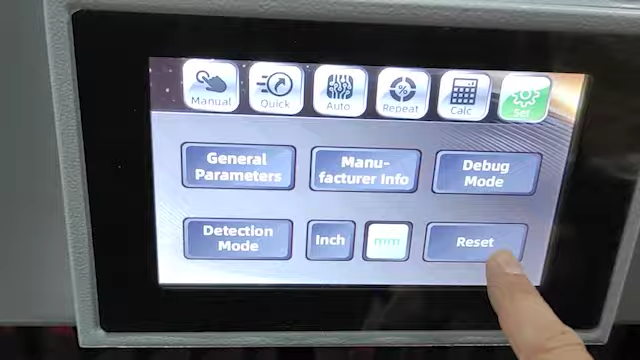 Manual
Quick
Auto
Repeat
Calc
Set
General
Parameters
Manu-
facturer Info
Debug
Mode
Detection
Mode
Inch
mm
Reset